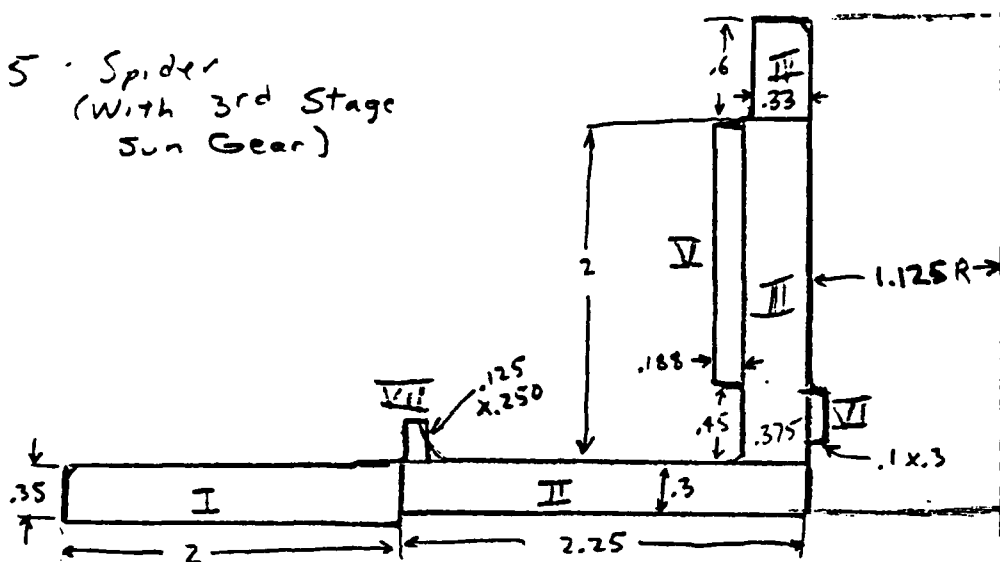 5 · Spider
(With 3rd Stage
Sun Gear)
.6
III
.33
2
V
III
1.125 R
.188
VII
.125
x.250
.45
.375
VI
.1 x .3
.35
I
II
.3
2
2.25